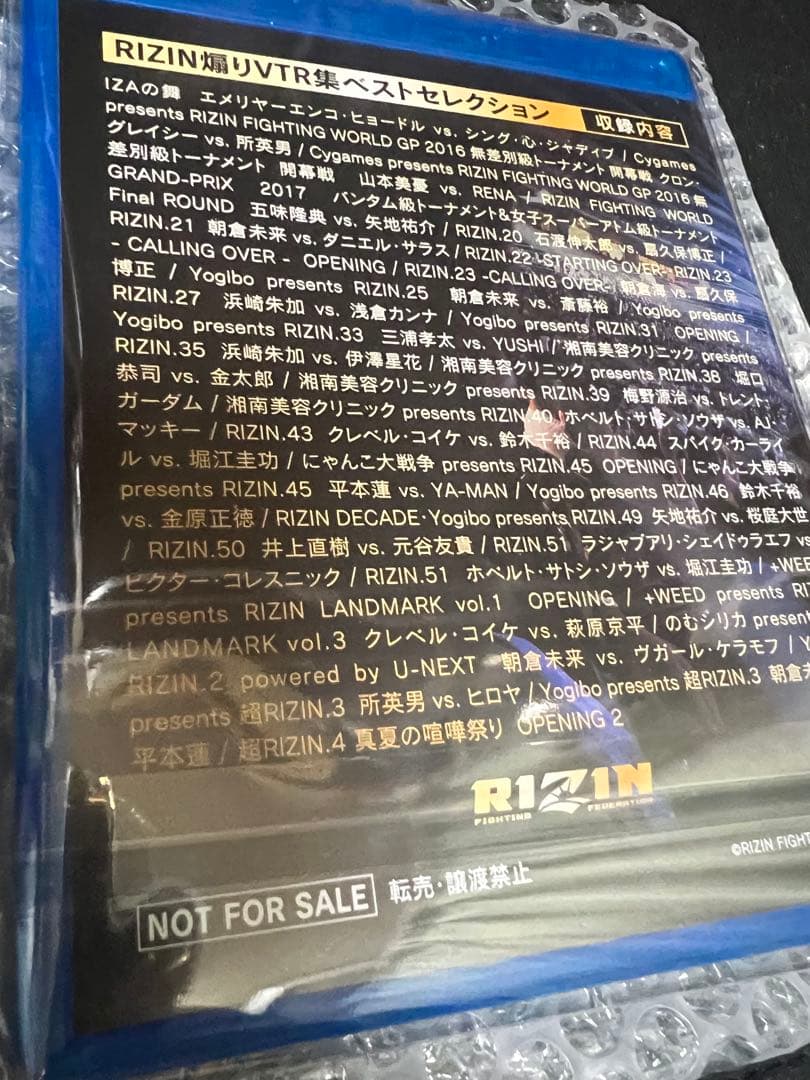 RIZIN煽りVTR集ベストセレクション 収録内容
IZAの舞 エメリヤーエンコ・ヒョードル vs. シング・心・ジャディブ / Cygames
presents RIZIN FIGHTING WORLD GP 2016 無差別級トーナメント 開幕戦 クロン・
グレイシー vs. 所英男 / Cygames presents RIZIN FIGHTING WORLD GP 2016 無
差別級トーナメント 開幕戦 山本美憂 vs. RENA / RIZIN FIGHTING WORLD
GRAND-PRIX 2017 バンタム級トーナメント&女子スーパーアトム級トーナメント
Final ROUND 五味隆典 vs. 矢地祐介 / RIZIN.20 石渡伸太郎 vs. 扇久保博正 /
RIZIN.21 朝倉未来 vs. ダニエル・サラス / RIZIN.22 -STARTING OVER- RIZIN.23
- CALLING OVER - OPENING / RIZIN.23 -CALLING OVER- 朝倉海 vs. 扇久保
博正 / Yogibo presents RIZIN.25 朝倉未来 vs. 斎藤裕 / Yogibo presents
RIZIN.27 浜崎朱加 vs. 浅倉カンナ / Yogibo presents RIZIN.31 OPENING /
Yogibo presents RIZIN.33 三浦孝太 vs. YUSHI / 湘南美容クリニック presents
RIZIN.35 浜崎朱加 vs. 伊澤星花 / 湘南美容クリニック presents RIZIN.38 堀口
恭司 vs. 金太郎 / 湘南美容クリニック presents RIZIN.39 梅野源治 vs. トレント・
ガーダム / 湘南美容クリニック presents RIZIN.40 ホベルト・サトシ・ソウザ vs. AJ・
マッキー / RIZIN.43 クレベル・コイケ vs. 鈴木千裕 / RIZIN.44 スパイク・カーライ
ル vs. 堀江圭功 / にゃんこ大戦争 presents RIZIN.45 OPENING / にゃんこ大戦争
presents RIZIN.45 平本蓮 vs. YA-MAN / Yogibo presents RIZIN.46 鈴木千裕
vs. 金原正徳 / RIZIN DECADE・Yogibo presents RIZIN.49 矢地祐介 vs. 桜庭大世
/ RIZIN.50 井上直樹 vs. 元谷友貴 / RIZIN.51 ラジャブアリ・シェイドゥラエフ vs
ビクター・コレスニック / RIZIN.51 ホベルト・サトシ・ソウザ vs. 堀江圭功 / +WEED
presents RIZIN LANDMARK vol.1 OPENING / +WEED presents RI
LANDMARK vol.3 クレベル・コイケ vs. 萩原京平 / のむシリカ present
RIZIN.2 powered by U-NEXT 朝倉未来 vs. ヴガール・ケラモフ / Y
presents 超RIZIN.3 所英男 vs. ヒロヤ / Yogibo presents 超RIZIN.3 朝倉未
平本蓮 / 超RIZIN.4 真夏の喧嘩祭り OPENING 2
RIZIN
FIGHTING FEDERATION
©RIZIN FIGH
NOT FOR SALE 転売・譲渡禁止